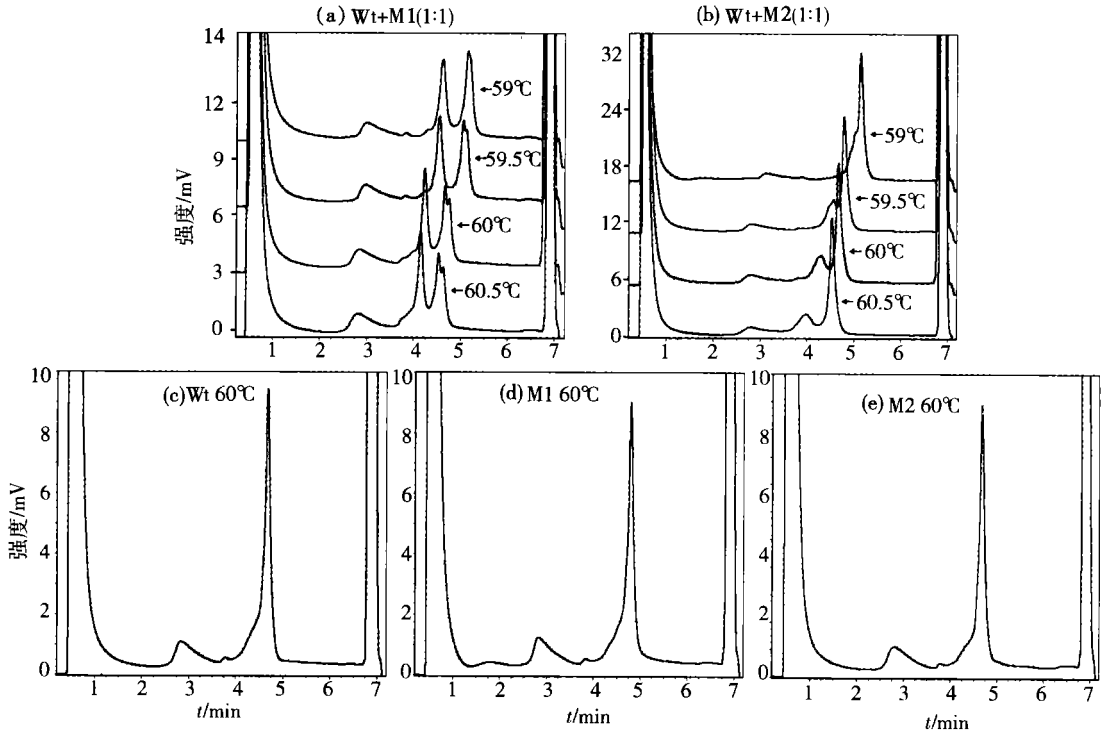 (a) Wt+M1(1:1)
14
12
9
6
3
0
强度/mV
←59℃
←59.5℃
←60℃
←60.5℃
1 2 3 4 5 6 7
(b) Wt+M2(1:1)
32
24
18
12
6
0
←59℃
←59.5℃
←60℃
←60.5℃
1 2 3 4 5 6 7
(c) Wt 60℃
10
8
6
4
2
0
强度/mV
1 2 3 4 5 6 7
t/min
(d) M1 60℃
10
8
6
4
2
0
1 2 3 4 5 6 7
t/min
(e) M2 60℃
10
8
6
4
2
0
1 2 3 4 5 6 7
t/min